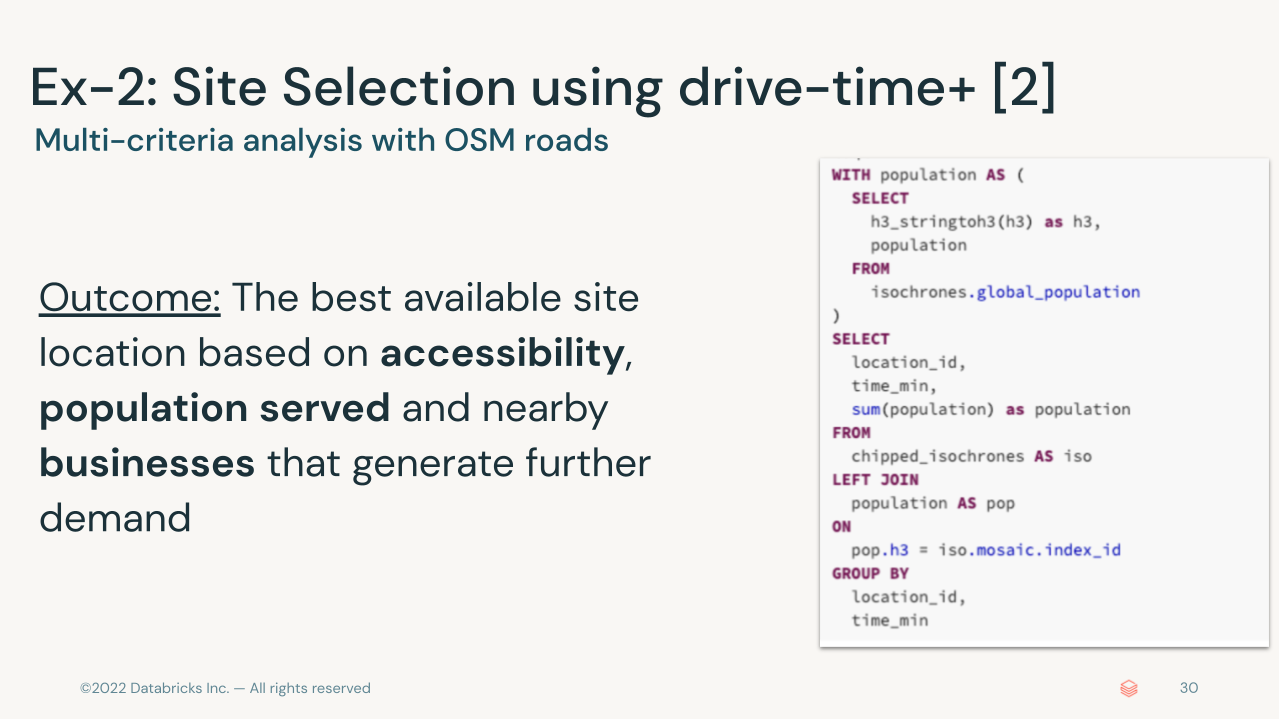 Ex-2: Site Selection using drive-time+ [2]
Multi-criteria analysis with OSM roads
Outcome: The best available site
location based on accessibility,
population served and nearby
businesses that generate further
demand
WITH population AS (
  SELECT
    h3_stringtoh3(h3) as h3,
    population
  FROM
    isochrones.global_population
)
SELECT
  location_id,
  time_min,
  sum(population) as population
FROM
  chipped_isochrones AS iso
LEFT JOIN
  population AS pop
ON
  pop.h3 = iso.mosaic.index_id
GROUP BY
  location_id,
  time_min
©2022 Databricks Inc. — All rights reserved
30